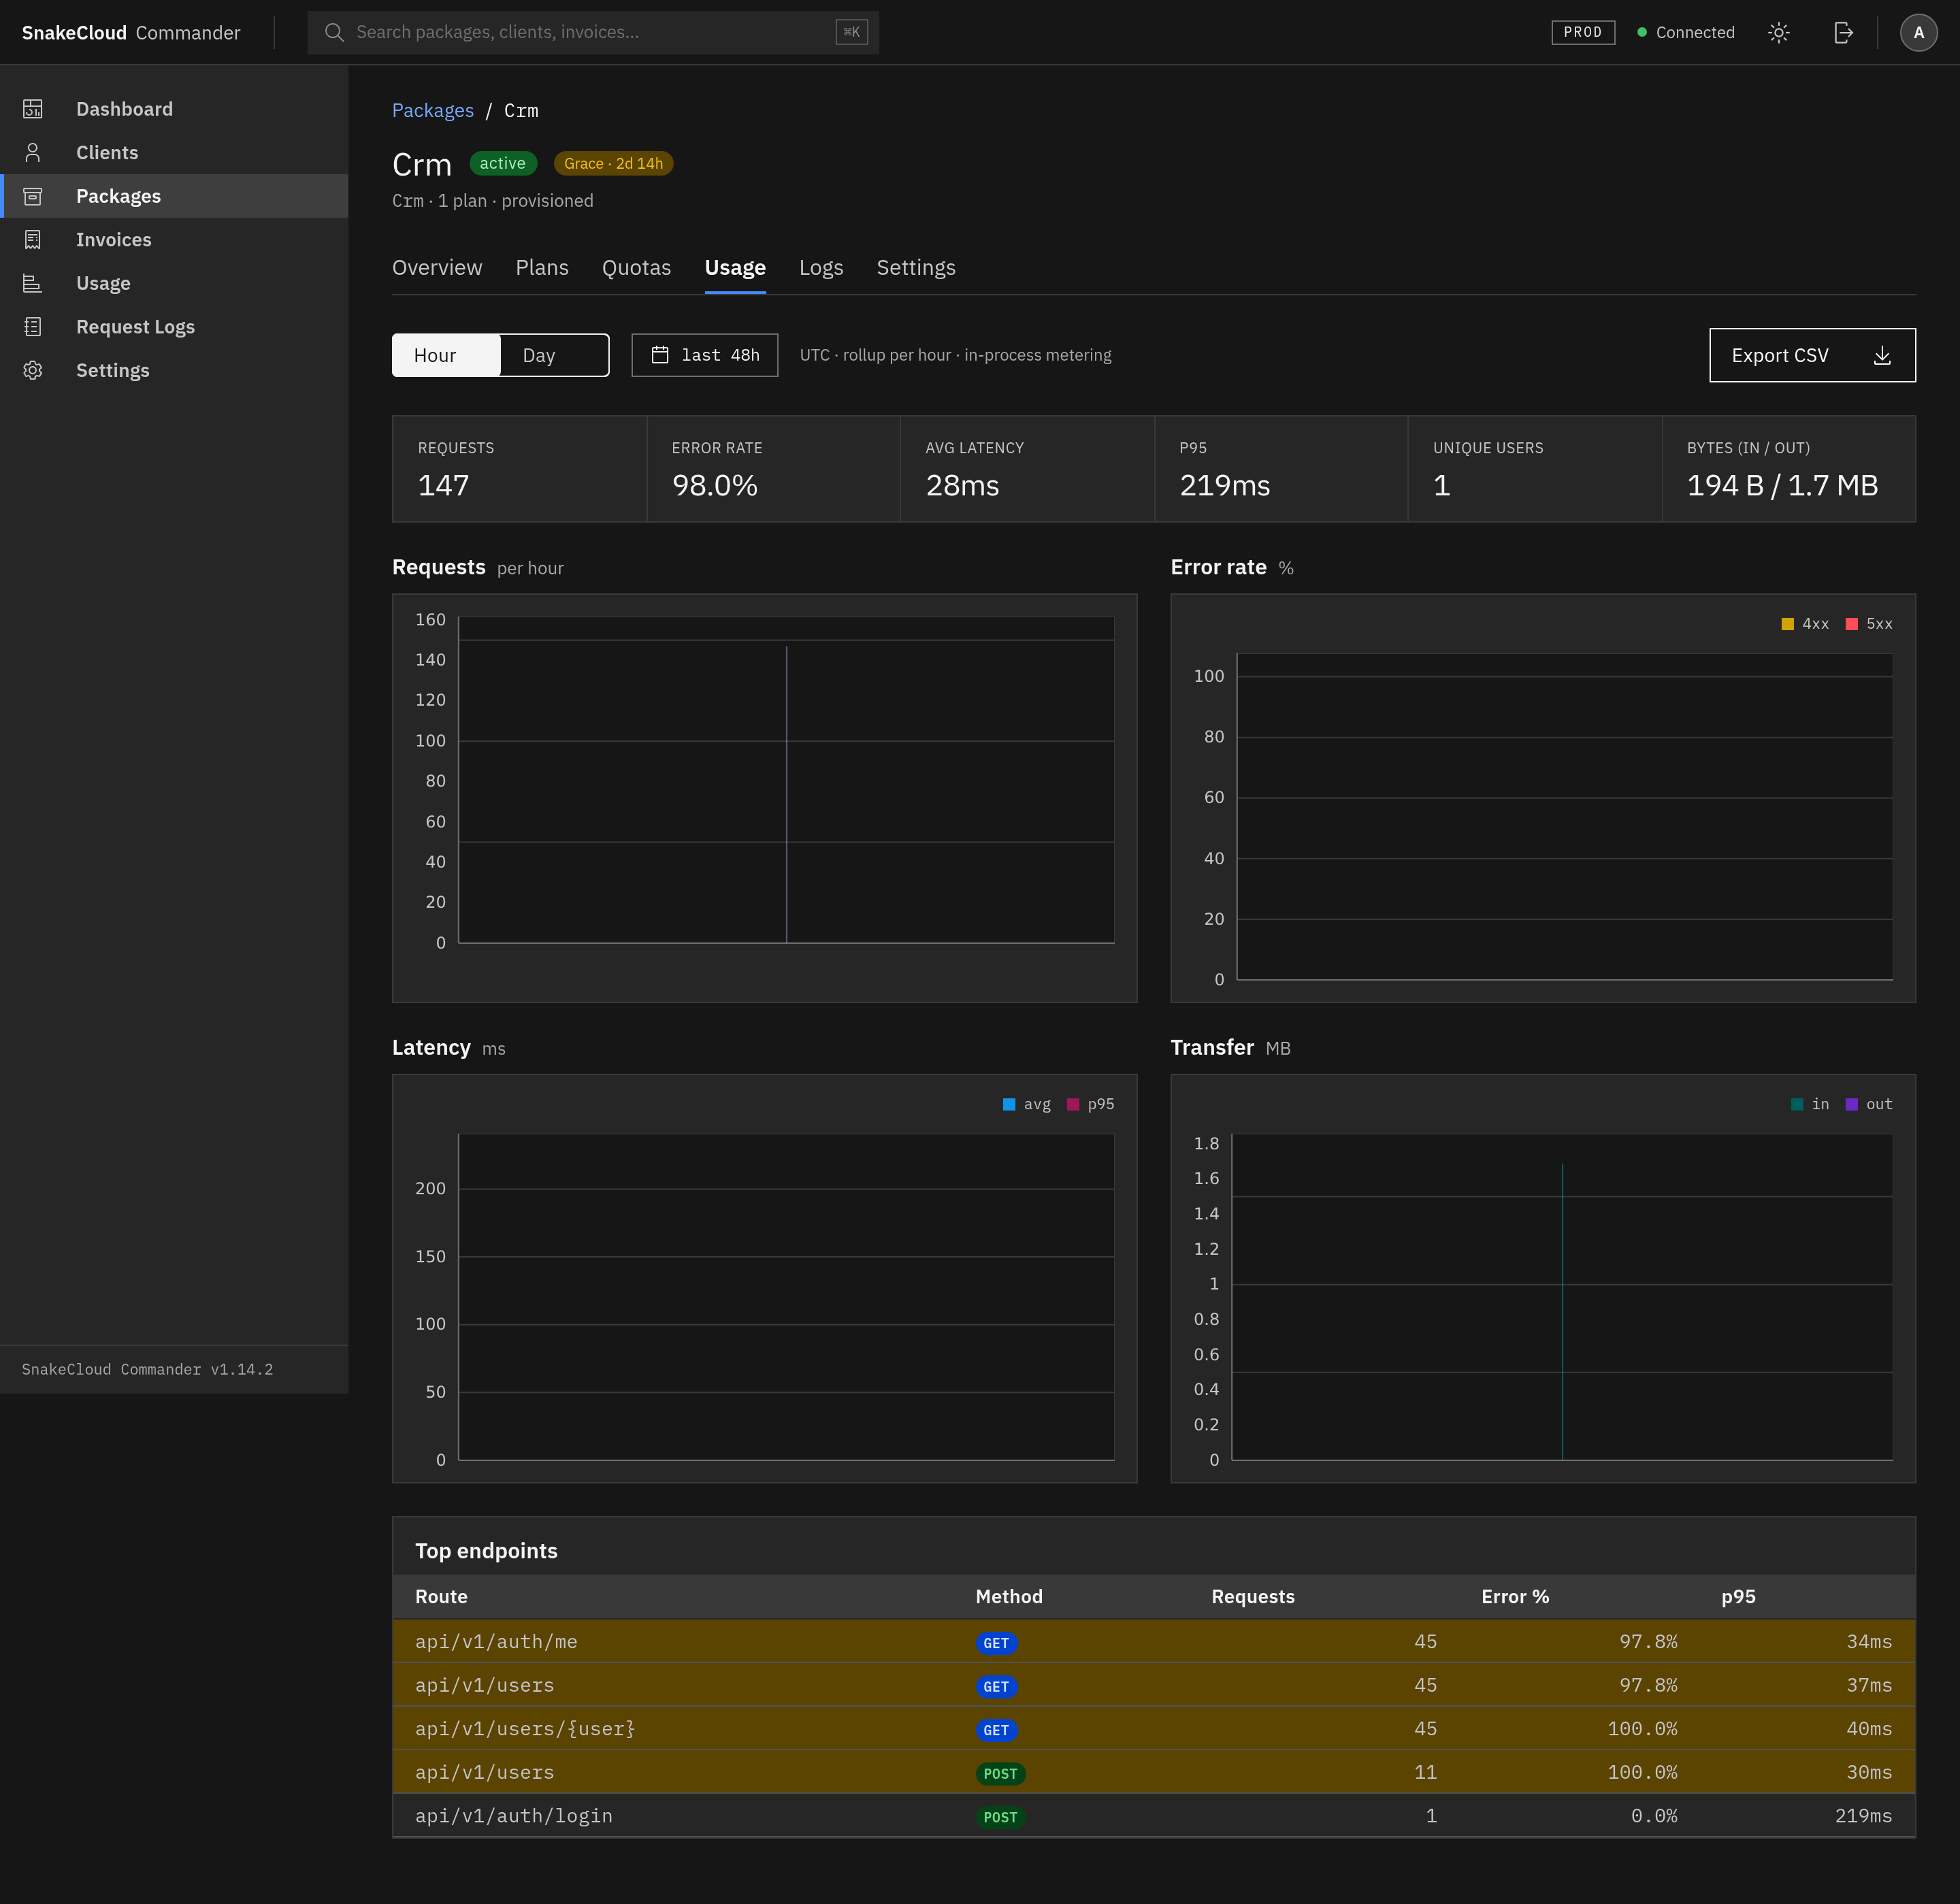 SnakeCloud Commander
Search packages, clients, invoices...
⌘K
PROD
Connected
A
Dashboard
Clients
Packages
Invoices
Usage
Request Logs
Settings
SnakeCloud Commander v1.14.2
Packages / Crm
Crm active Grace · 2d 14h
Crm · 1 plan · provisioned
Overview Plans Quotas Usage Logs Settings
Hour Day last 48h UTC · rollup per hour · in-process metering Export CSV
REQUESTS ERROR RATE AVG LATENCY P95 UNIQUE USERS BYTES (IN / OUT)
147 98.0% 28ms 219ms 1 194 B / 1.7 MB
Requests per hour
160
140
120
100
80
60
40
20
0
Error rate %
4xx 5xx
100
80
60
40
20
0
Latency ms
avg p95
200
150
100
50
0
Transfer MB
in out
1.8
1.6
1.4
1.2
1
0.8
0.6
0.4
0.2
0
Top endpoints
Route Method Requests Error % p95
api/v1/auth/me GET 45 97.8% 34ms
api/v1/users GET 45 97.8% 37ms
api/v1/users/{user} GET 45 100.0% 40ms
api/v1/users POST 11 100.0% 30ms
api/v1/auth/login POST 1 0.0% 219ms